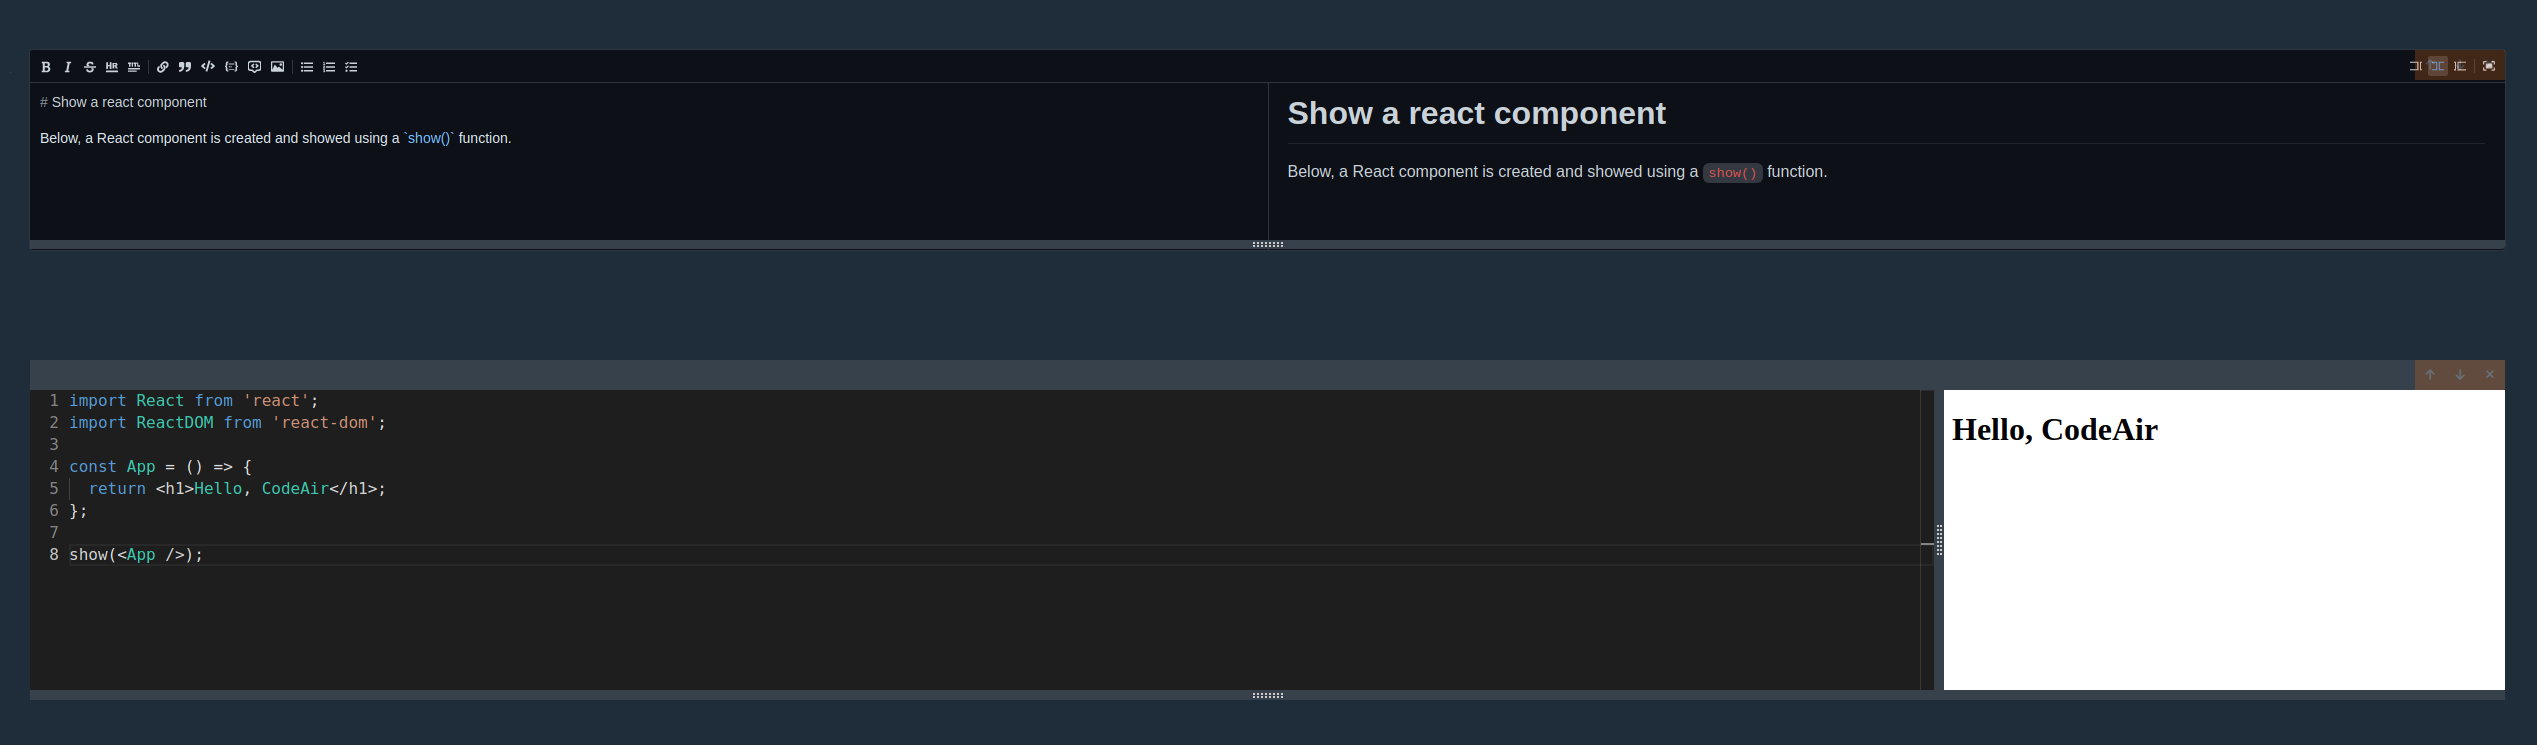 # Show a react component
Below, a React component is created and showed using a `show()` function.
Show a react component
Below, a React component is created and showed using a show() function.
1 import React from 'react';
2 import ReactDOM from 'react-dom';
3
4 const App = () => {
5   return <h1>Hello, CodeAir</h1>;
6 };
7
8 show(<App />);
Hello, CodeAir